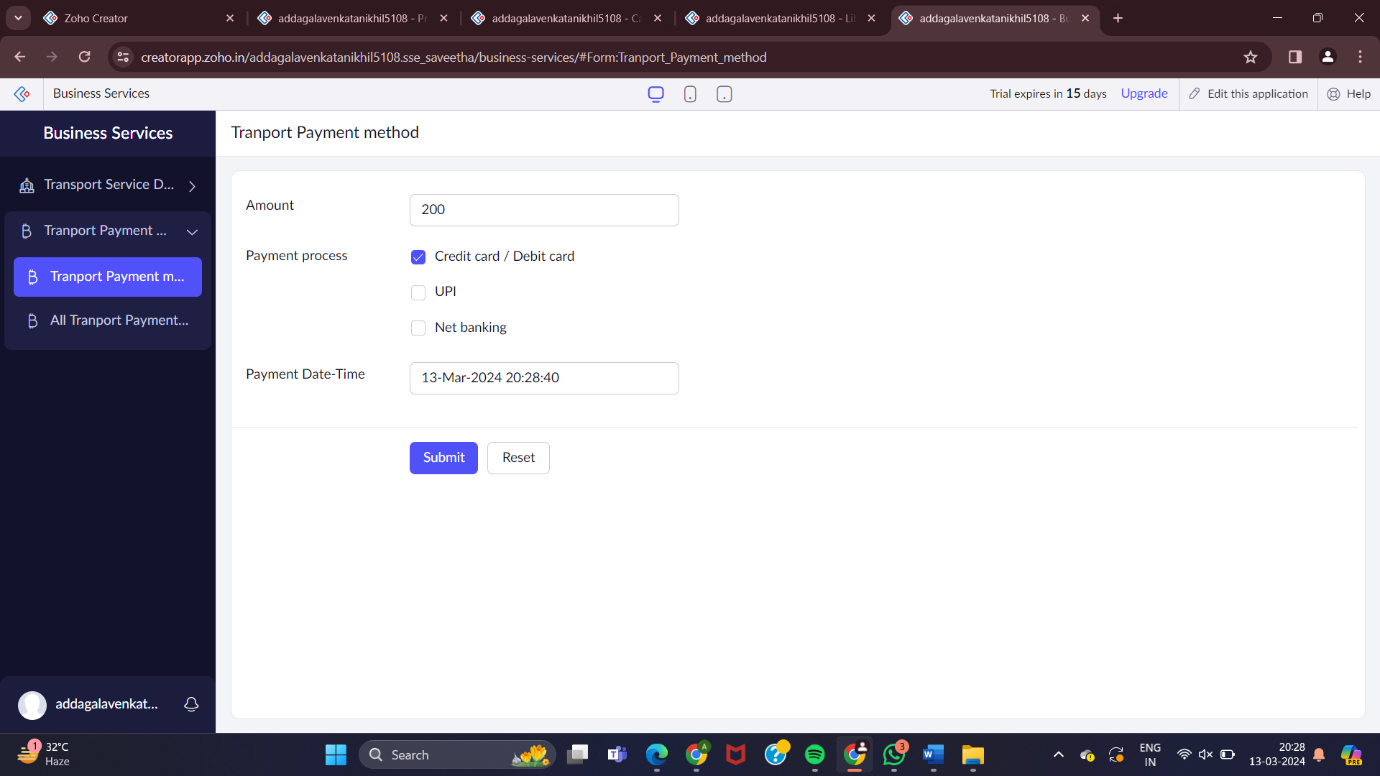 Zoho Creator
addagalavenkatanikhil5108 - Pr
addagalavenkatanikhil5108 - Ca
addagalavenkatanikhil5108 - Li
addagalavenkatanikhil5108 - Bu
creatorapp.zoho.in/addagalavenkatanikhil5108.sse_saveetha/business-services/#Form:Tranport_Payment_method
Business Services
Trial expires in 15 days
Upgrade
Edit this application
Help
Business Services
Transport Service D...
Tranport Payment ...
Tranport Payment m...
All Tranport Payment...
addagalavenkat...
Tranport Payment method
Amount
200
Payment process
Credit card / Debit card
UPI
Net banking
Payment Date-Time
13-Mar-2024 20:28:40
Submit
Reset
1
32°C
Haze
Search
A
3
ENG
IN
20:28
13-03-2024
PRE